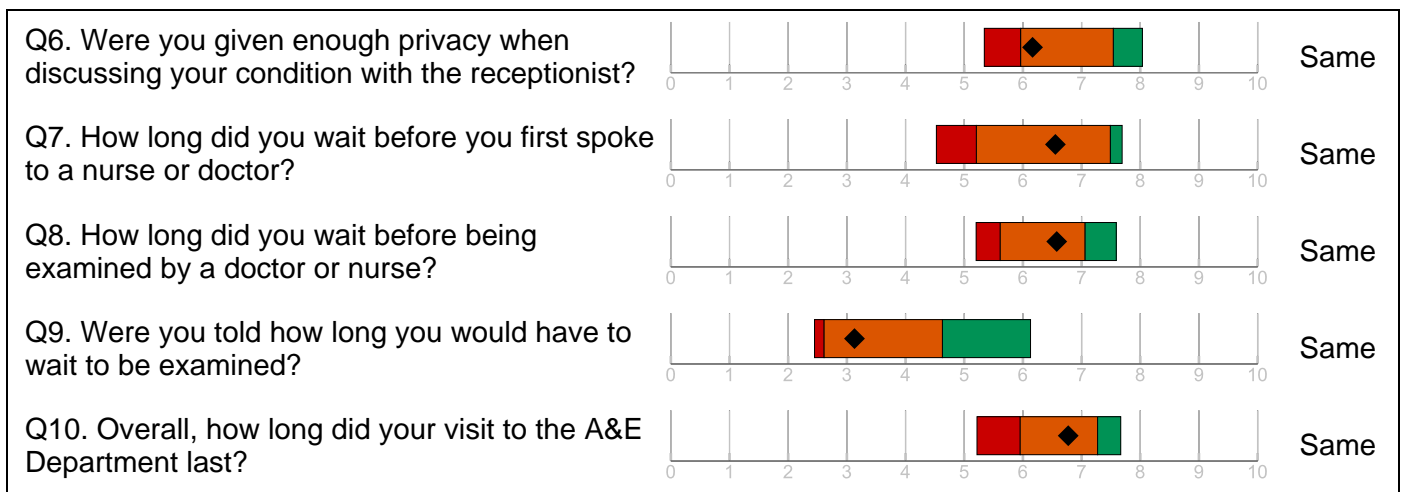 Q6. Were you given enough privacy when
discussing your condition with the receptionist?
Same
0 1 2 3 4 5 6 7 8 9 10
Q7. How long did you wait before you first spoke
to a nurse or doctor?
Same
0 1 2 3 4 5 6 7 8 9 10
Q8. How long did you wait before being
examined by a doctor or nurse?
Same
0 1 2 3 4 5 6 7 8 9 10
Q9. Were you told how long you would have to
wait to be examined?
Same
0 1 2 3 4 5 6 7 8 9 10
Q10. Overall, how long did your visit to the A&E
Department last?
Same
0 1 2 3 4 5 6 7 8 9 10